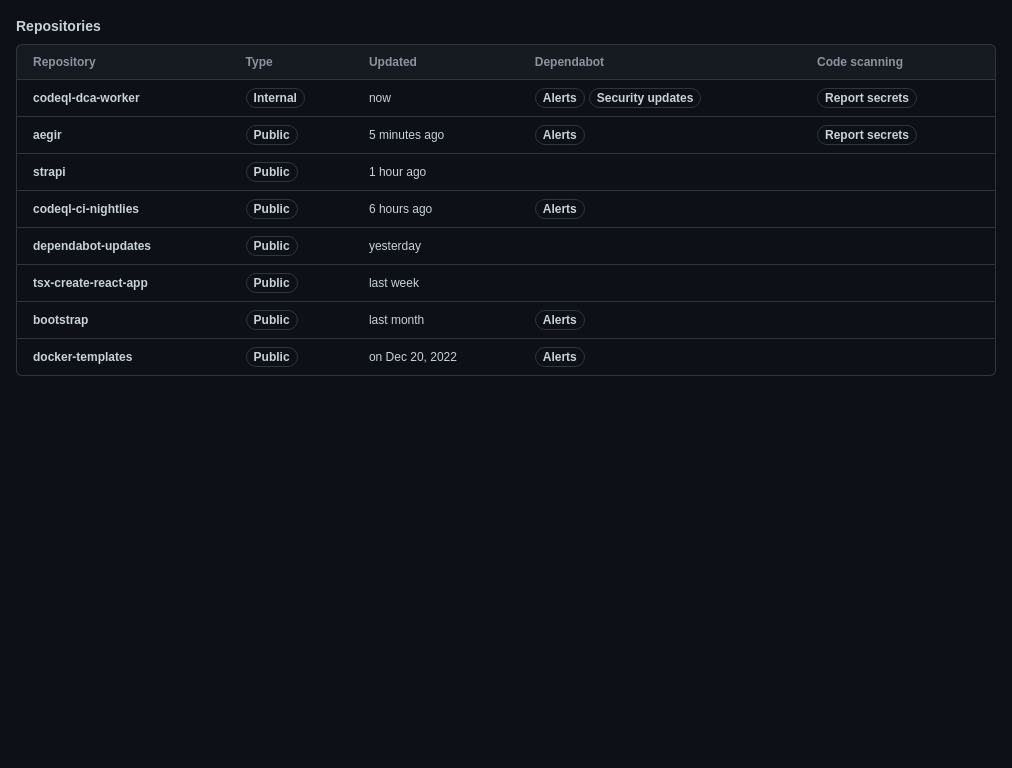 Repositories
Repository Type Updated Dependabot Code scanning
codeql-dca-worker Internal now Alerts Security updates Report secrets
aegir Public 5 minutes ago Alerts Report secrets
strapi Public 1 hour ago
codeql-ci-nightlies Public 6 hours ago Alerts
dependabot-updates Public yesterday
tsx-create-react-app Public last week
bootstrap Public last month Alerts
docker-templates Public on Dec 20, 2022 Alerts